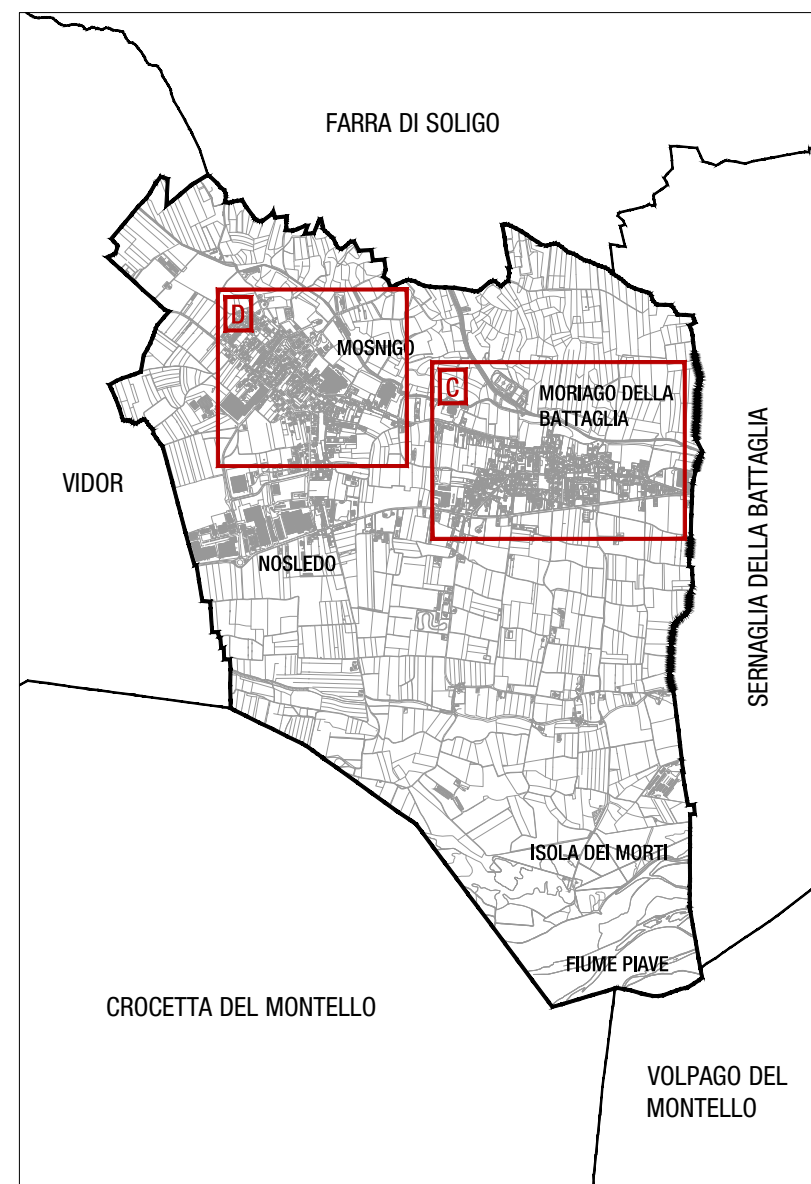 FARRA DI SOLIGO
D
MOSNIGO
C
MORIAGO DELLA
BATTAGLIA
VIDOR
SERNAGLIA DELLA BATTAGLIA
NOSLEDO
ISOLA DEI MORTI
FIUME PIAVE
CROCETTA DEL MONTELLO
VOLPAGO DEL
MONTELLO